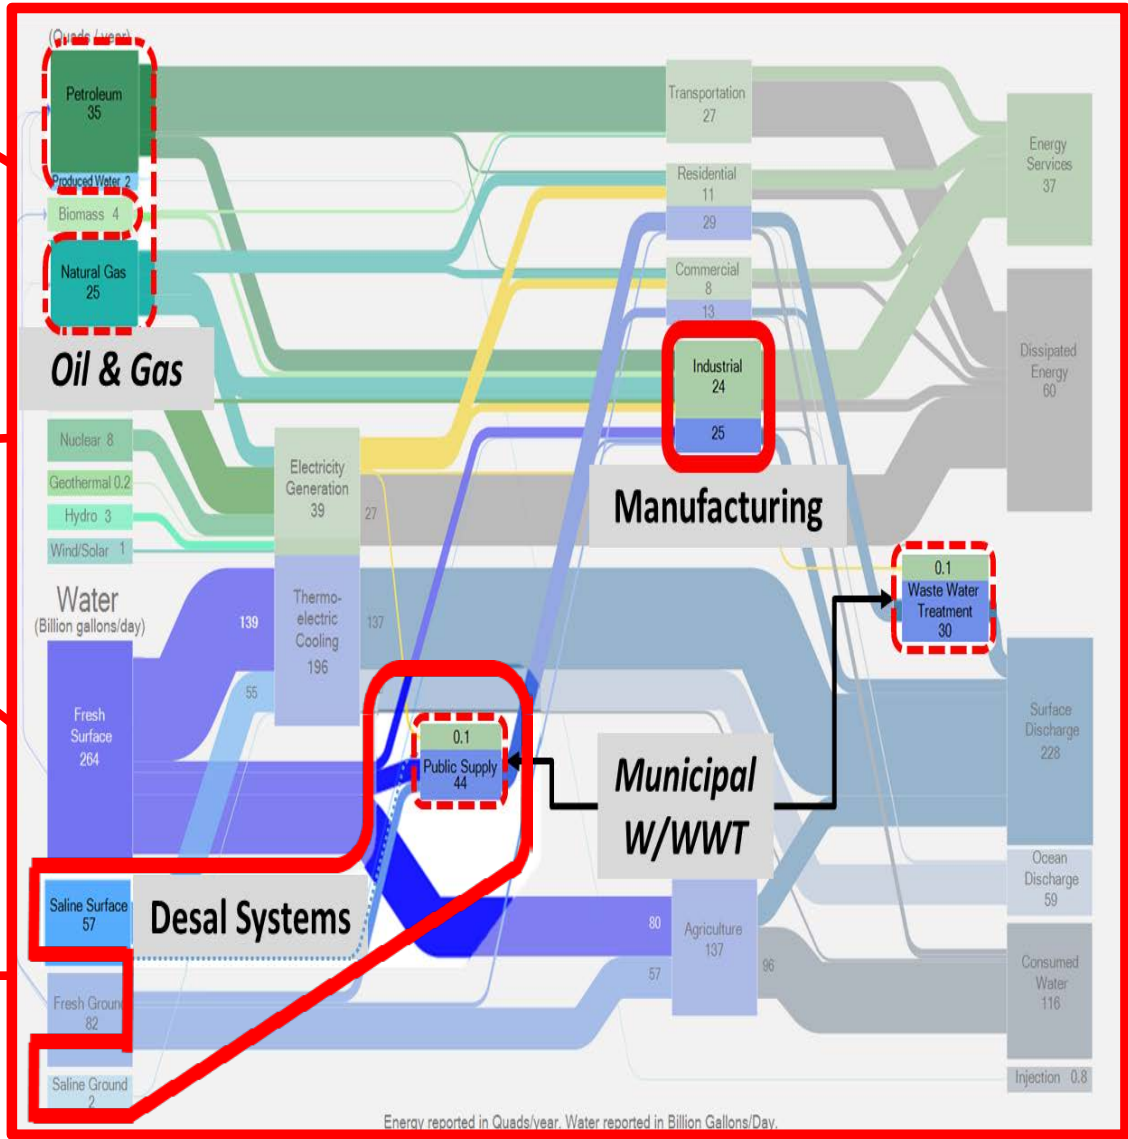 (Quads / year)
Petroleum
35
Produced Water 2
Biomass 4
Natural Gas
25
Oil & Gas
Nuclear 8
Geothermal 0.2
Hydro 3
Wind/Solar 1
Water
(Billion gallons/day)
Fresh
Surface
264
Saline Surface
57
Desal Systems
Fresh Ground
82
Saline Ground
2
Electricity
Generation
39
27
Thermo-
electric
Cooling
196
139
137
55
0.1
Public Supply
44
Transportation
27
Residential
11
29
Commercial
8
13
Industrial
24
25
Manufacturing
Municipal
W/WWT
80
57
Agriculture
137
96
0.1
Waste Water
Treatment
30
Energy
Services
37
Dissipated
Energy
60
Surface
Discharge
228
Ocean
Discharge
59
Consumed
Water
116
Injection 0.8
Energy reported in Quads/year. Water reported in Billion Gallons/Day.